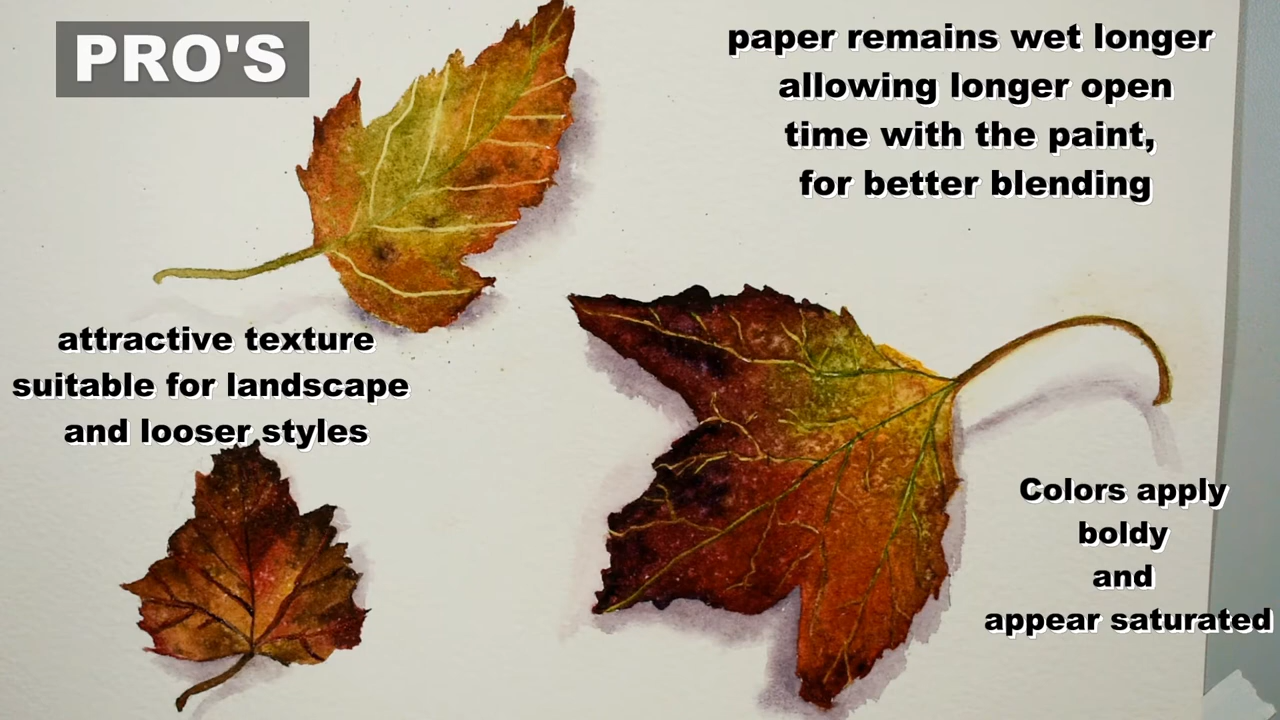 PRO'S
paper remains wet longer
allowing longer open
time with the paint,
for better blending
attractive texture
suitable for landscape
and looser styles
Colors apply
boldy
and
appear saturated